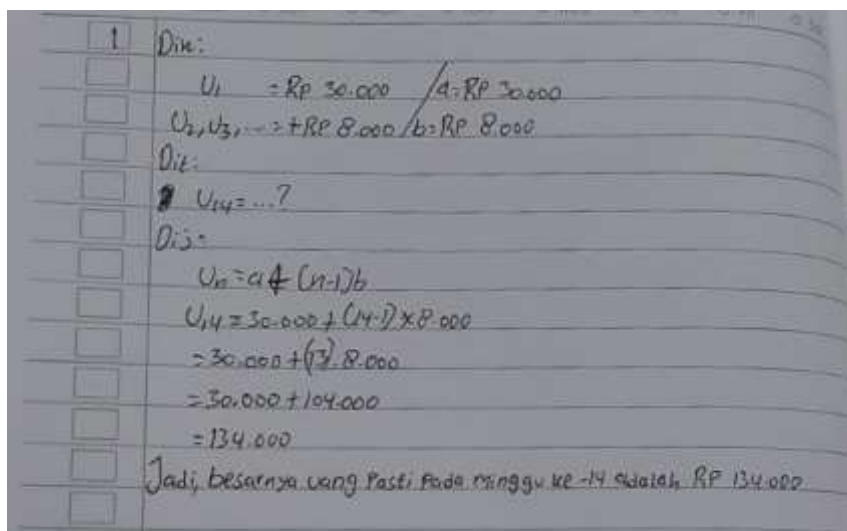 1 Din:
U1 = Rp 30.000 / a = Rp 30.000
U2, U3, ... = + Rp 8.000 / b = Rp 8.000
Dit:
U14 = ...?
Dij:
Un = a + (n-1)b
U14 = 30.000 + (14-1) x 8.000
= 30.000 + (13). 8.000
= 30.000 + 104.000
= 134.000
Jadi, besarnya uang Pasti Pada minggu ke -14 adalah RP 134.000